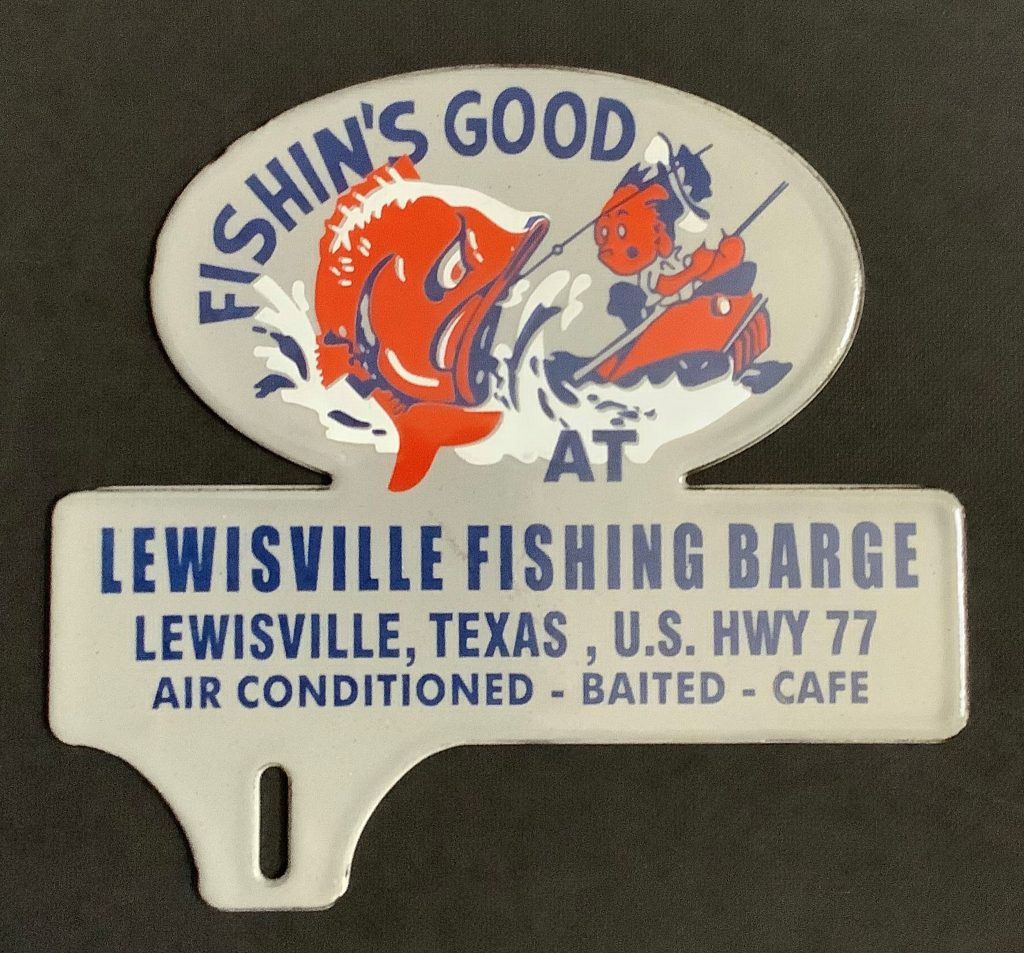 FISHIN'S GOOD
AT
LEWISVILLE FISHING BARGE
LEWISVILLE, TEXAS , U.S. HWY 77
AIR CONDITIONED - BAITED - CAFE